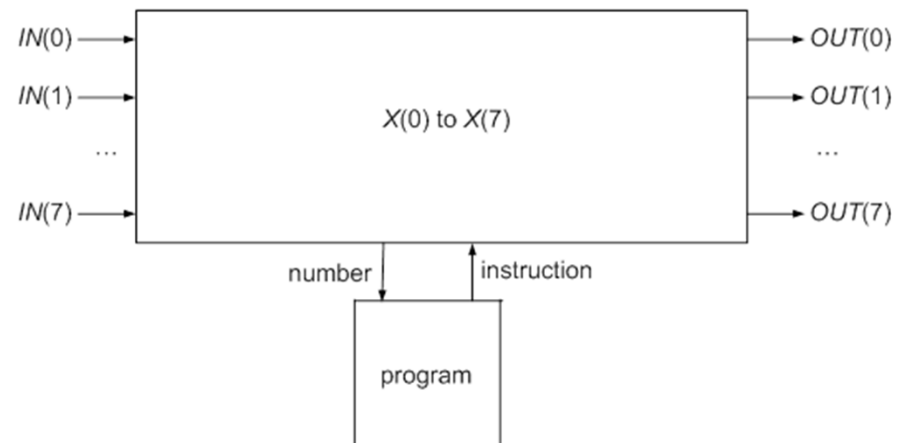 IN(0) OUT(0)
IN(1) OUT(1)
X(0) to X(7)
... ...
IN(7) OUT(7)
number instruction
program